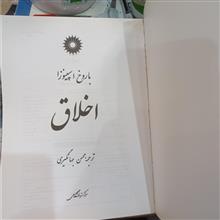 باروخ اسپینوزا
اخلاق
ترجمهٔ محسن جهانگیری